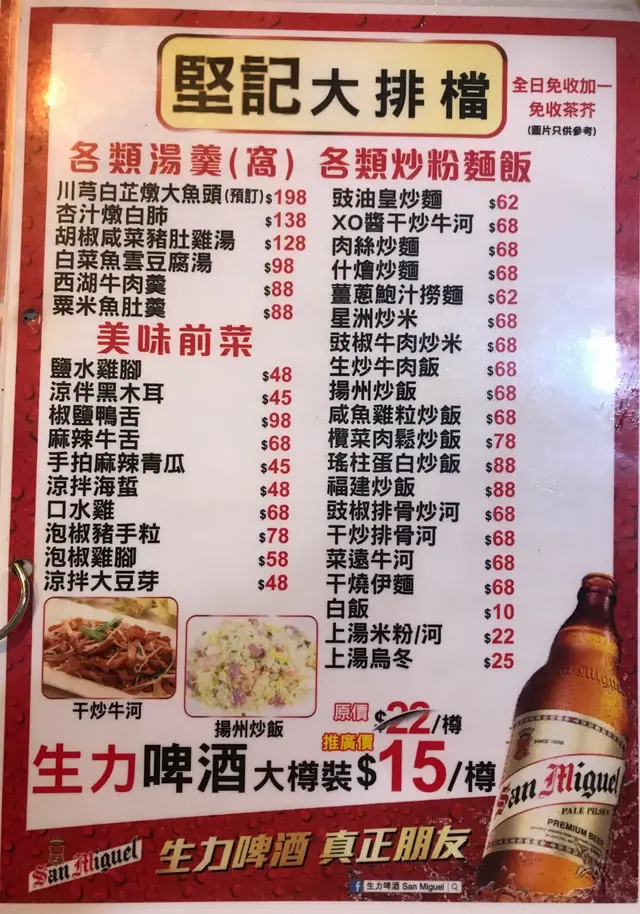 堅記大排檔
全日免收加一
免收茶芥
(圖片只供參考)
各類湯羹(窩)
川芎白芷燉大魚頭(預訂)$198
杏汁燉白肺 $138
胡椒咸菜豬肚雞湯 $128
白菜魚雲豆腐湯 $98
西湖牛肉羹 $88
粟米魚肚羹 $88
美味前菜
鹽水雞腳 $48
涼伴黑木耳 $45
椒鹽鴨舌 $98
麻辣牛舌 $68
手拍麻辣青瓜 $45
涼拌海蜇 $48
口水雞 $68
泡椒豬手粒 $78
泡椒雞腳 $58
涼拌大豆芽 $48
各類炒粉麵飯
豉油皇炒麵 $62
XO醬干炒牛河 $68
肉絲炒麵 $68
什燴炒麵 $68
薑蔥鮑汁撈麵 $62
星洲炒米 $68
豉椒牛肉炒米 $68
生炒牛肉飯 $68
揚州炒飯 $68
咸魚雞粒炒飯 $68
欖菜肉鬆炒飯 $78
瑤柱蛋白炒飯 $88
福建炒飯 $88
豉椒排骨炒河 $68
干炒排骨河 $68
菜遠牛河 $68
干燒伊麵 $68
白飯 $10
上湯米粉/河 $22
上湯烏冬 $25
干炒牛河
揚州炒飯
原價 $22/樽
推廣價
生力啤酒 大樽裝 $15/樽
SINCE 1890
San Miguel
PALE PILSEN
PREMIUM BEER
San Miguel
生力啤酒 真正朋友
f 生力啤酒 San Miguel